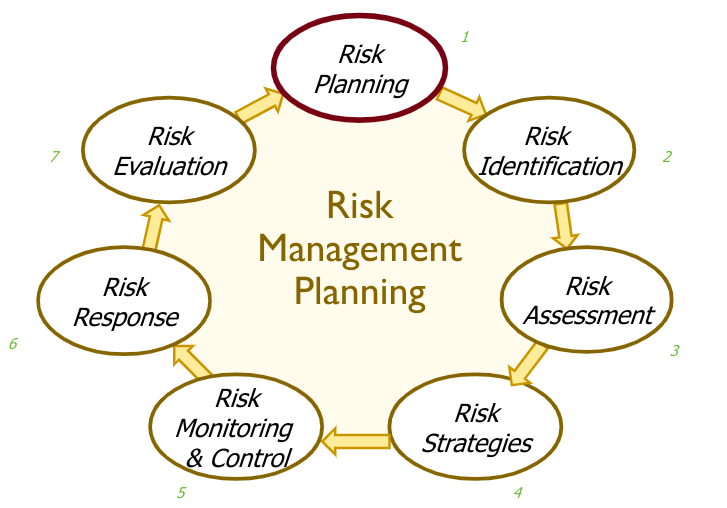 1
Risk
Planning
2
Risk
Identification
3
Risk
Assessment
4
Risk
Strategies
5
Risk
Monitoring
& Control
6
Risk
Response
7
Risk
Evaluation
Risk
Management
Planning